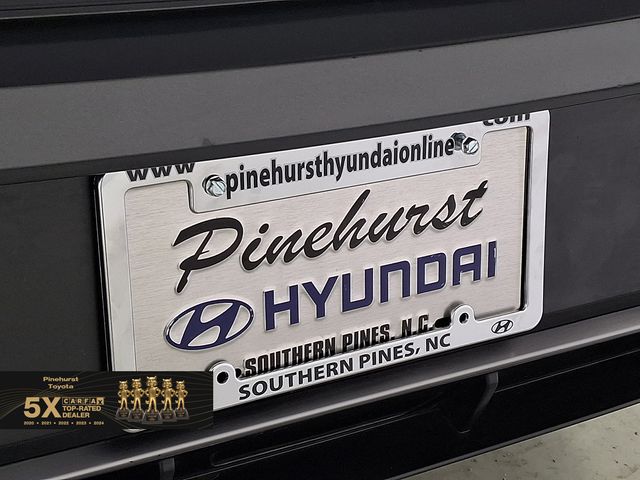 www com
pinehursthyundaionline
Pinehurst
HYUNDAI
SOUTHERN PINES, N.C.
SOUTHERN PINES, NC
Pinehurst
Toyota
5X CARFAX
TOP-RATED
DEALER
2020 • 2021 • 2022 • 2023 • 2024